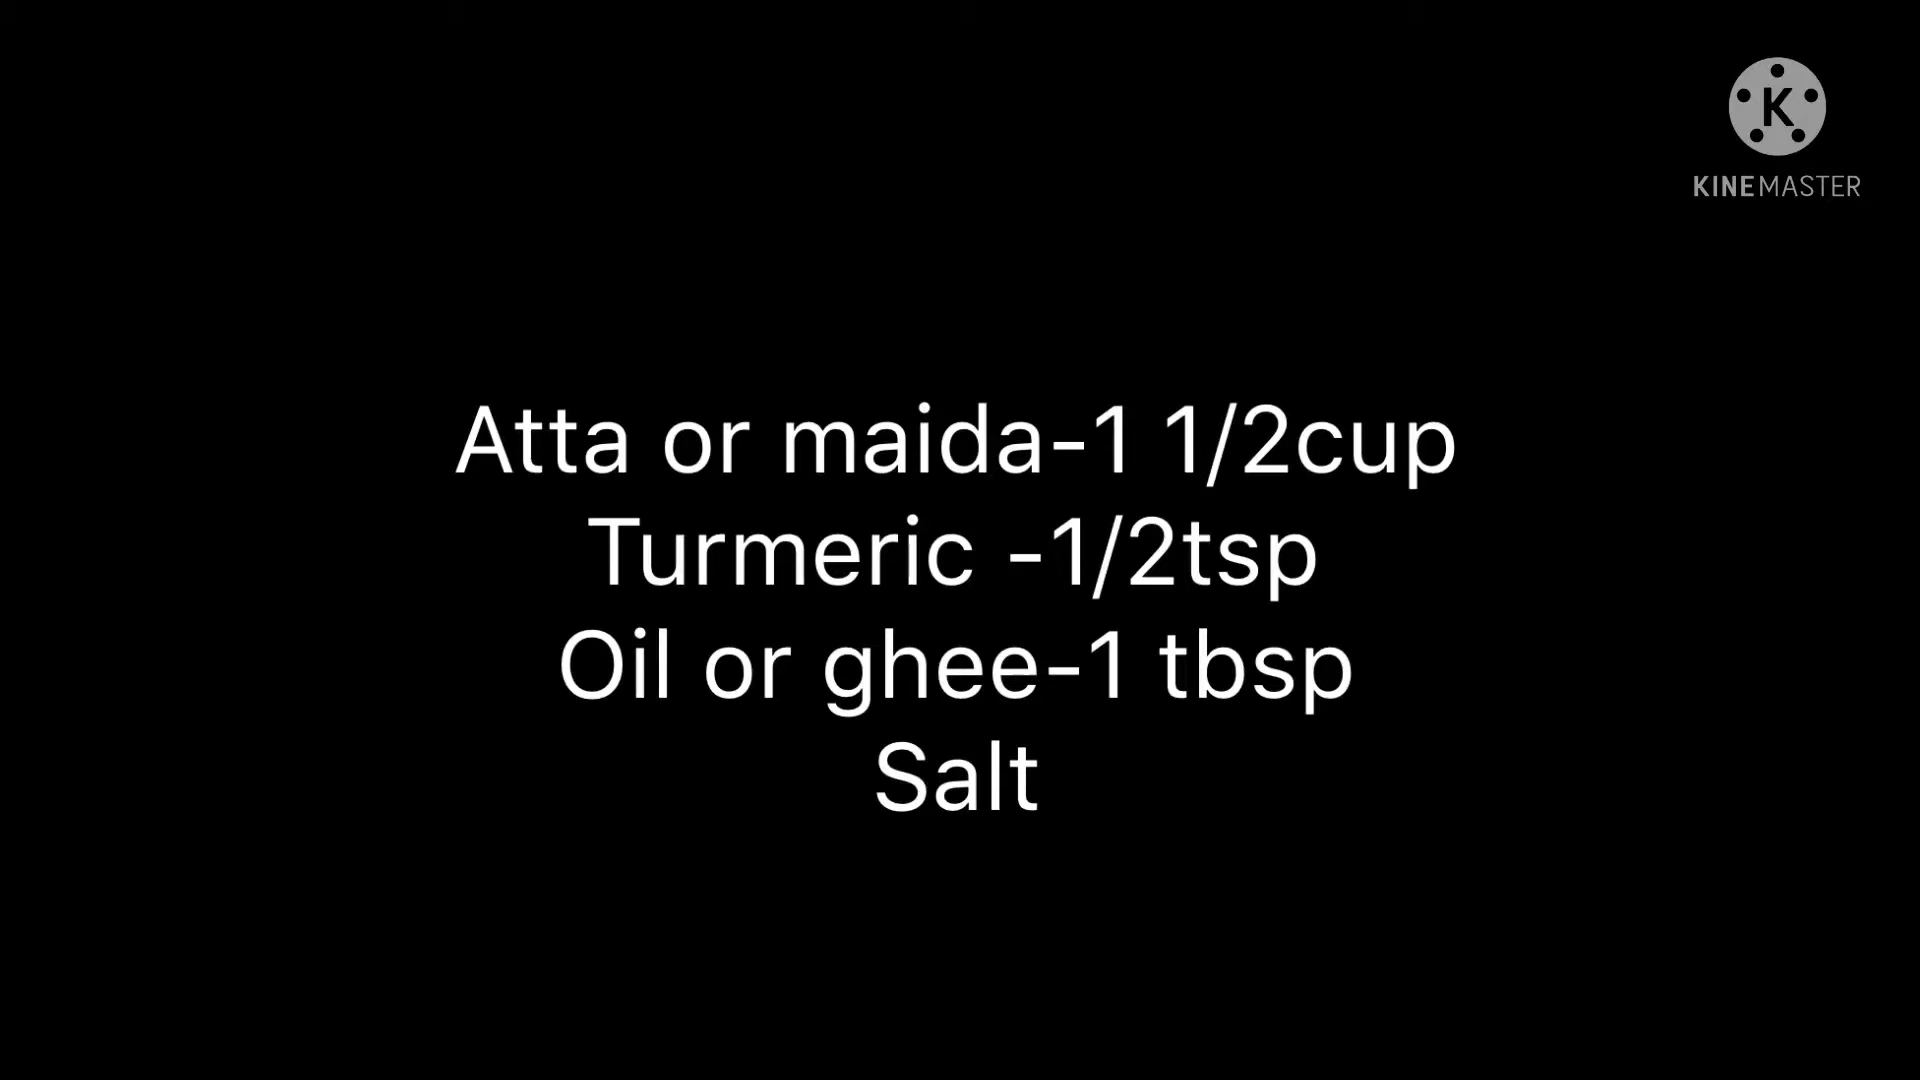 K
KINEMASTER
Atta or maida-1 1/2cup
Turmeric -1/2tsp
Oil or ghee-1 tbsp
Salt